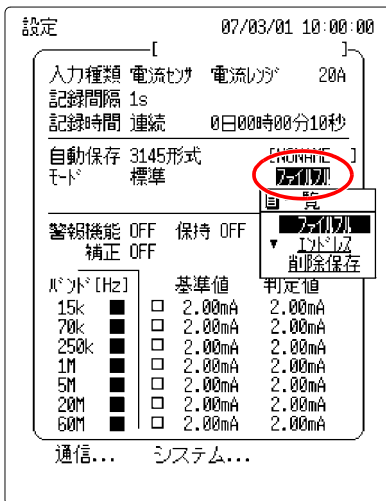 設定 07/03/01 10:00:00
[ ]
入力種類 電流ｾﾝｻ 電流ﾚﾝｼﾞ 20A
記録間隔 1s
記録時間 連続 0日00時00分10秒
自動保存 3145形式 [NONAME ]
ﾓｰﾄﾞ 標準 ﾌｧｲﾙﾌﾙ
一覧
ﾌｧｲﾙﾌﾙ
▼ ｴﾝﾄﾞﾚｽ
削除保存
警報機能 OFF 保持 OFF
補正 OFF
ﾊﾞﾝﾄﾞ[Hz] 基準値 判定値
15k ■ □ 2.00mA 2.00mA
70k ■ □ 2.00mA 2.00mA
250k ■ □ 2.00mA 2.00mA
1M ■ □ 2.00mA 2.00mA
5M ■ □ 2.00mA 2.00mA
20M ■ □ 2.00mA 2.00mA
60M ■ □ 2.00mA 2.00mA
通信... システム...